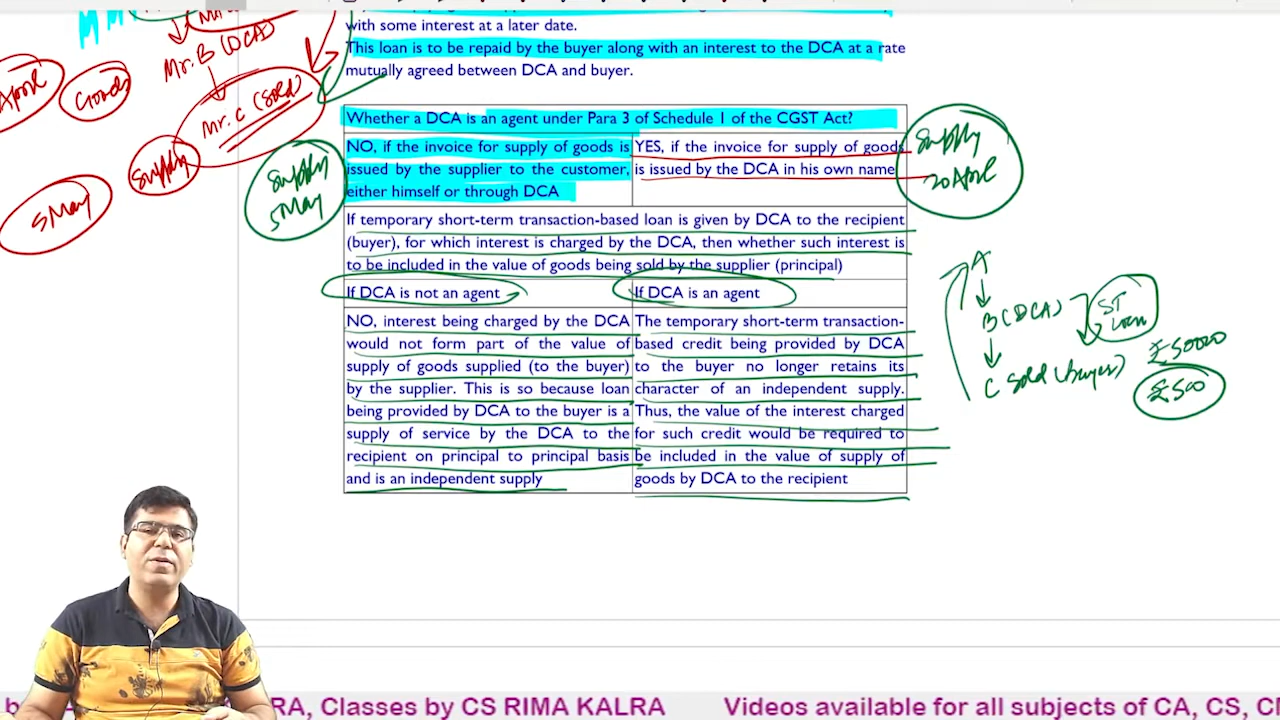 with some interest at a later date.
This loan is to be repaid by the buyer along with an interest to the DCA at a rate
mutually agreed between DCA and buyer.
Mr. B (DCA)
April
Goods
Mr. C (Sold)
Supply
5 May
Whether a DCA is an agent under Para 3 of Schedule 1 of the CGST Act?
NO, if the invoice for supply of goods is
issued by the supplier to the customer,
either himself or through DCA
YES, if the invoice for supply of goods
is issued by the DCA in his own name
Supply
5 May
Supply
20 April
If temporary short-term transaction-based loan is given by DCA to the recipient
(buyer), for which interest is charged by the DCA, then whether such interest is
to be included in the value of goods being sold by the supplier (principal)
If DCA is not an agent
If DCA is an agent
NO, interest being charged by the DCA
would not form part of the value of
supply of goods supplied (to the buyer)
by the supplier. This is so because loan
being provided by DCA to the buyer is a
supply of service by the DCA to the
recipient on principal to principal basis
and is an independent supply
The temporary short-term transaction-
based credit being provided by DCA
to the buyer no longer retains its
character of an independent supply.
Thus, the value of the interest charged
for such credit would be required to
be included in the value of supply of
goods by DCA to the recipient
A
B (DCA)
ST
Loan
C Sold (buyer)
₹500
RA, Classes by CS RIMA KALRA
Videos available for all subjects of CA, CS,